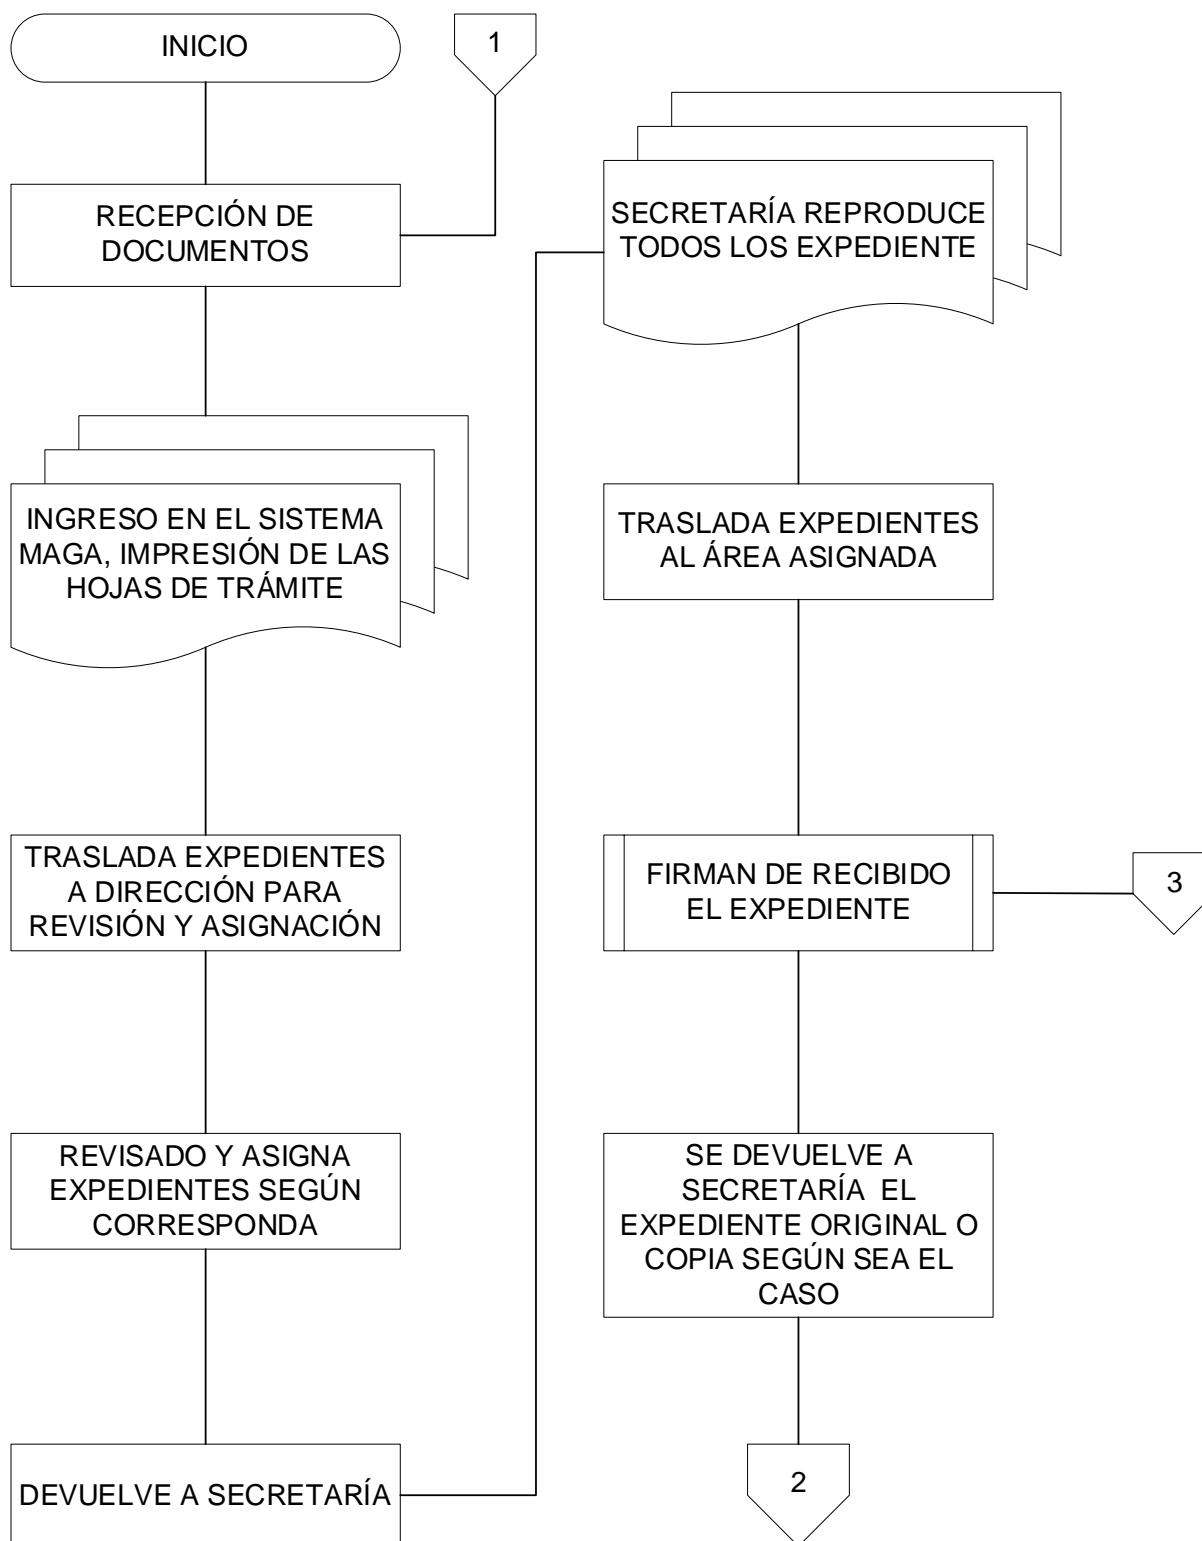 INICIO
1
RECEPCIÓN DE
DOCUMENTOS
INGRESO EN EL SISTEMA
MAGA, IMPRESIÓN DE LAS
HOJAS DE TRÁMITE
TRASLADA EXPEDIENTES
A DIRECCIÓN PARA
REVISIÓN Y ASIGNACIÓN
REVISADO Y ASIGNA
EXPEDIENTES SEGÚN
CORRESPONDA
DEVUELVE A SECRETARÍA
SECRETARÍA REPRODUCE
TODOS LOS EXPEDIENTE
TRASLADA EXPEDIENTES
AL ÁREA ASIGNADA
FIRMAN DE RECIBIDO
EL EXPEDIENTE
3
SE DEVUELVE A
SECRETARÍA  EL
EXPEDIENTE ORIGINAL O
COPIA SEGÚN SEA EL
CASO
2